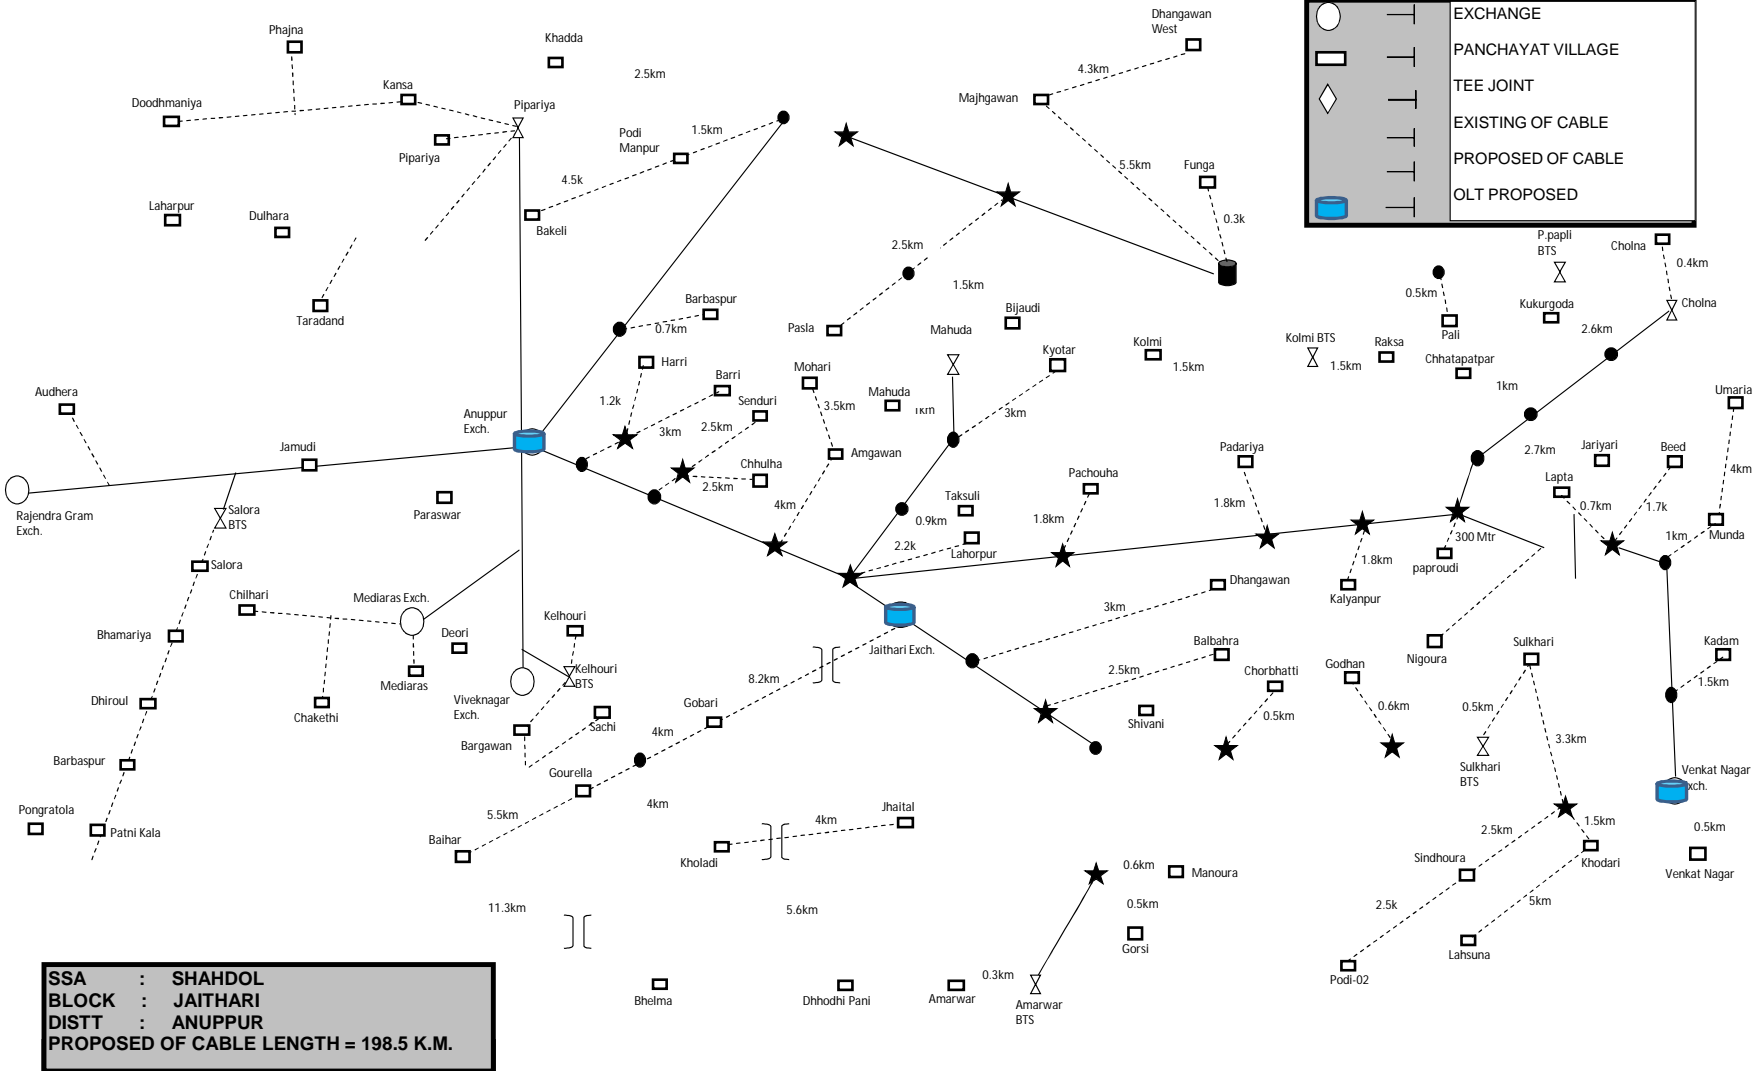 EXCHANGE
PANCHAYAT VILLAGE
TEE JOINT
EXISTING OF CABLE
PROPOSED OF CABLE
OLT PROPOSED
Dhangawan
West
Phajna
Khadda
2.5km
4.3km
Kansa
Doodhmaniya
Pipariya
Majhgawan
1.5km
Podi
Manpur
Pipariya
5.5km
Funga
4.5k
Laharpur
Dulhara
Bakeli
0.3k
2.5km
P.papli
BTS
Cholna
0.4km
1.5km
0.5km
Barbaspur
Taradand
0.7km
Pasla
Mahuda
Bijaudi
Kukurgoda
Cholna
Pali
2.6km
Harri
Mohari
Kyotar
Kolmi
1.5km
Kolmi BTS
1.5km
Raksa
Chhatapatpar
Audhera
1.2k
Barri
Senduri
3.5km
Mahuda
1km
3km
1km
Umaria
Anuppur
Exch.
3km
2.5km
Jamudi
Chhulha
2.5km
Amgawan
Padariya
2.7km
Jariyari
Beed
4km
Pachouha
Lapta
Rajendra Gram
Exch.
Salora
BTS
Paraswar
4km
Taksuli
0.9km
1.8km
1.8km
0.7km
1.7k
2.2k
Lahorpur
300 Mtr
1km
Munda
Salora
1.8km
paproudi
Chilhari
Mediaras Exch.
Dhangawan
Kalyanpur
3km
Bhamariya
Deori
Kelhouri
Jaithari Exch.
Balbahra
Nigoura
Sulkhari
Kadam
Mediaras
Kelhouri
BTS
8.2km
2.5km
Chorbhatti
Godhan
1.5km
Dhiroul
Chakethi
Viveknagar
Exch.
Sachi
Gobari
Shivani
0.5km
0.6km
0.5km
Bargawan
4km
3.3km
Barbaspur
Gourella
Sulkhari
BTS
Venkat Nagar
xch.
Pongratola
Patni Kala
5.5km
4km
4km
Jhaital
2.5km
1.5km
0.5km
Baihar
Kholadi
Sindhoura
Khodari
Venkat Nagar
0.6km
Manoura
11.3km
5.6km
0.5km
2.5k
5km
Gorsi
Lahsuna
0.3km
Podi-02
Bhelma
Dhhodhi Pani
Amarwar
Amarwar
BTS
SSA : SHAHDOL
BLOCK : JAITHARI
DISTT : ANUPPUR
PROPOSED OF CABLE LENGTH = 198.5 K.M.